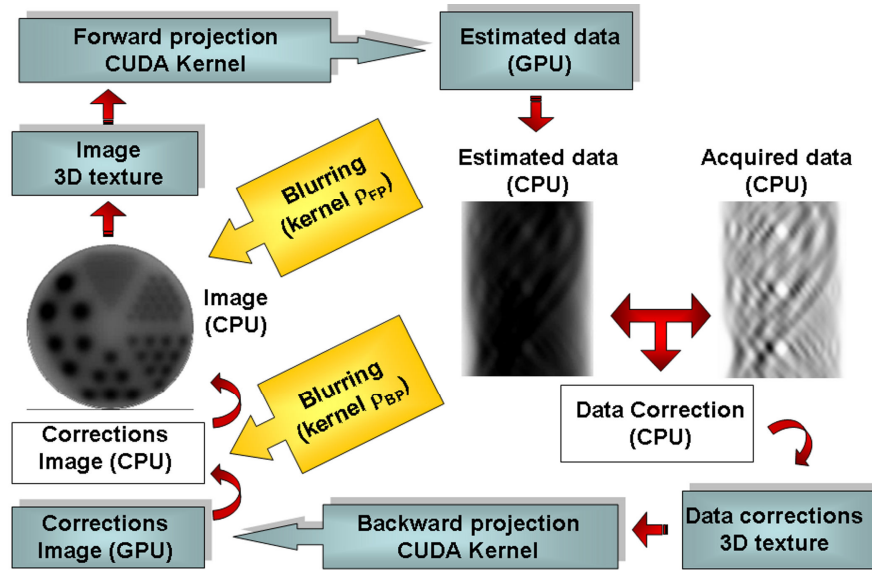 Forward projection
CUDA Kernel
Estimated data
(GPU)
Image
3D texture
Blurring
(kernel ρFP)
Estimated data
(CPU)
Acquired data
(CPU)
Image
(CPU)
Blurring
(kernel ρBP)
Corrections
Image (CPU)
Data Correction
(CPU)
Corrections
Image (GPU)
Backward projection
CUDA Kernel
Data corrections
3D texture